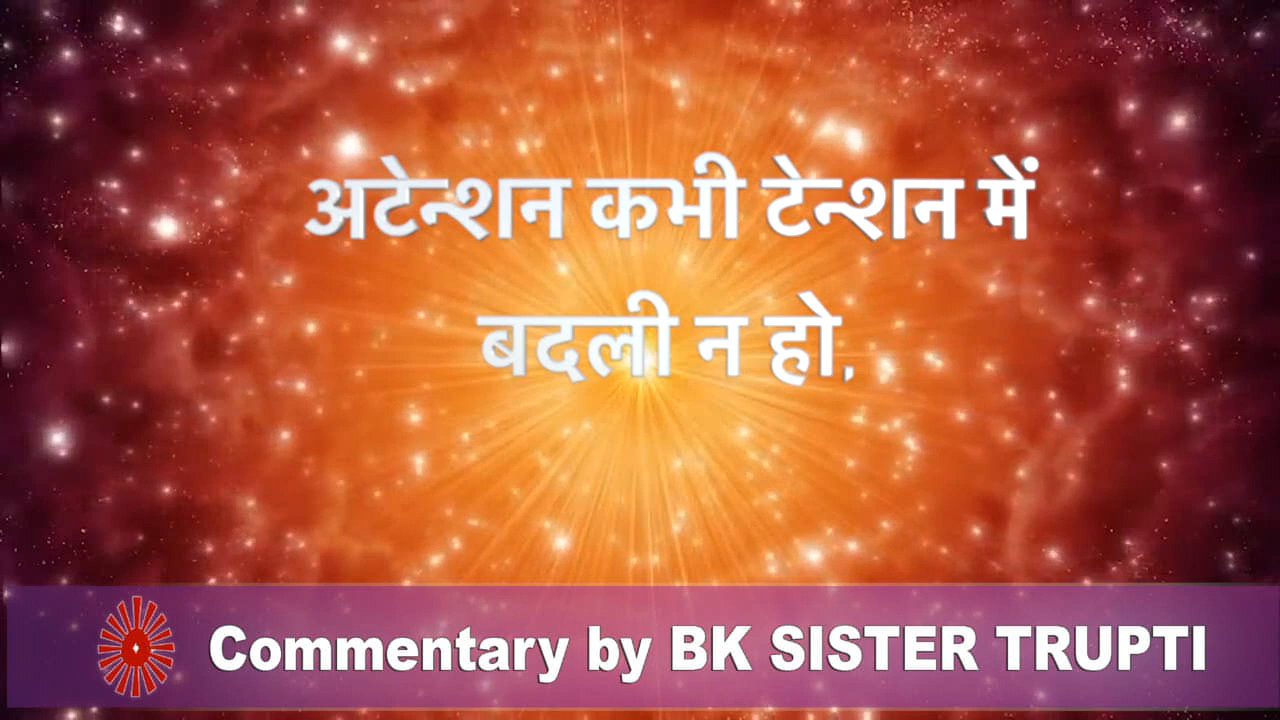 अटेन्शन कभी टेन्शन में
बदली न हो,
Commentary by BK SISTER TRUPTI